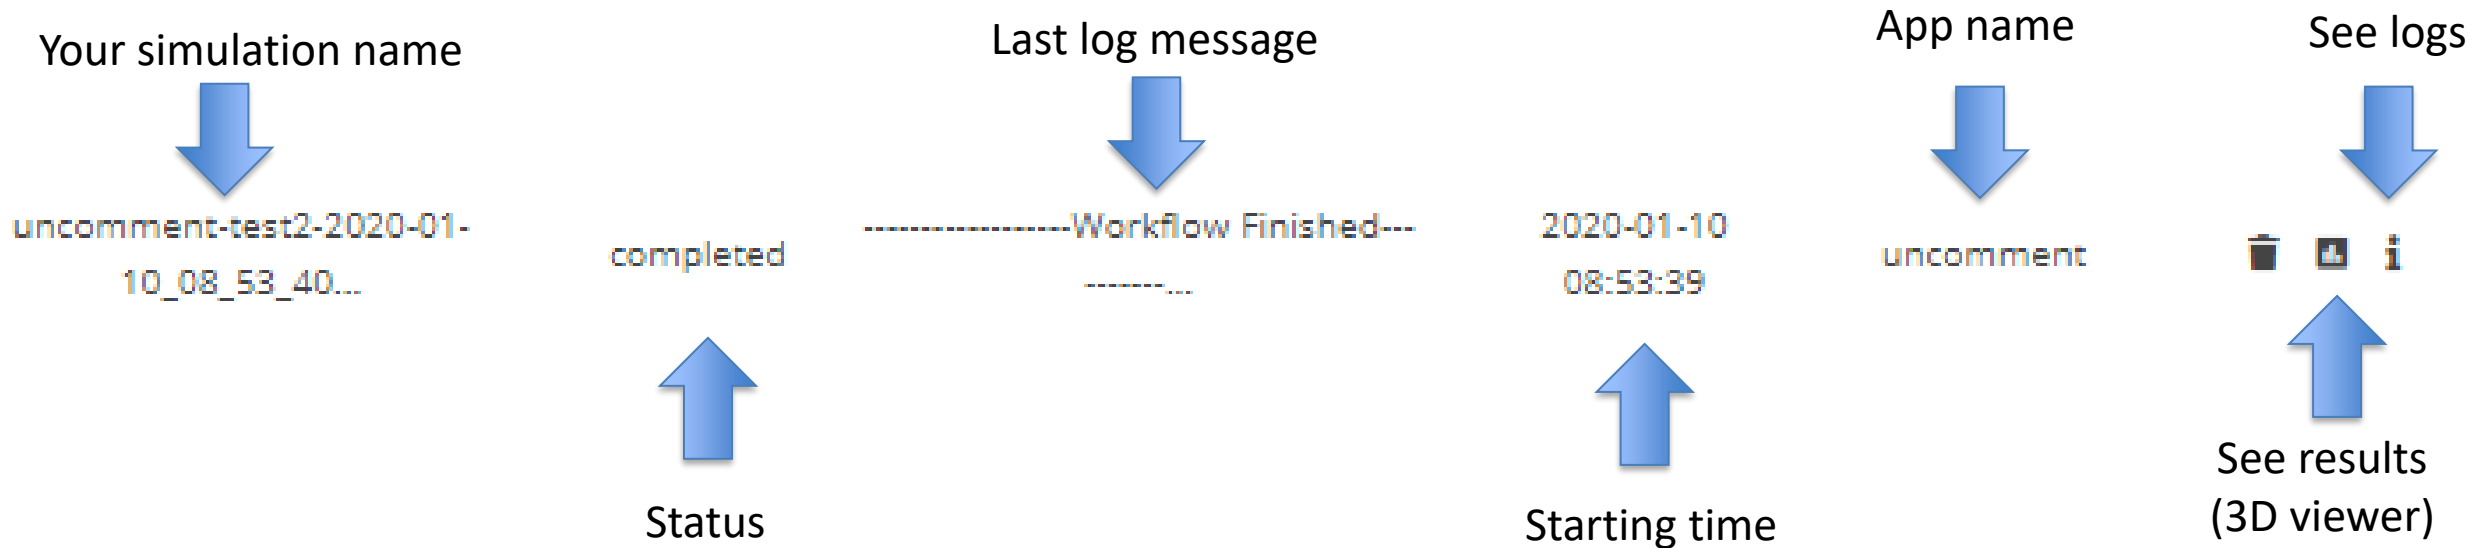 Your simulation name
Last log message
App name
See logs
uncomment-test2-2020-01-
10_08_53_40...
completed
------------------Workflow Finished---
-------...
2020-01-10
08:53:39
uncomment
Status
Starting time
See results
(3D viewer)